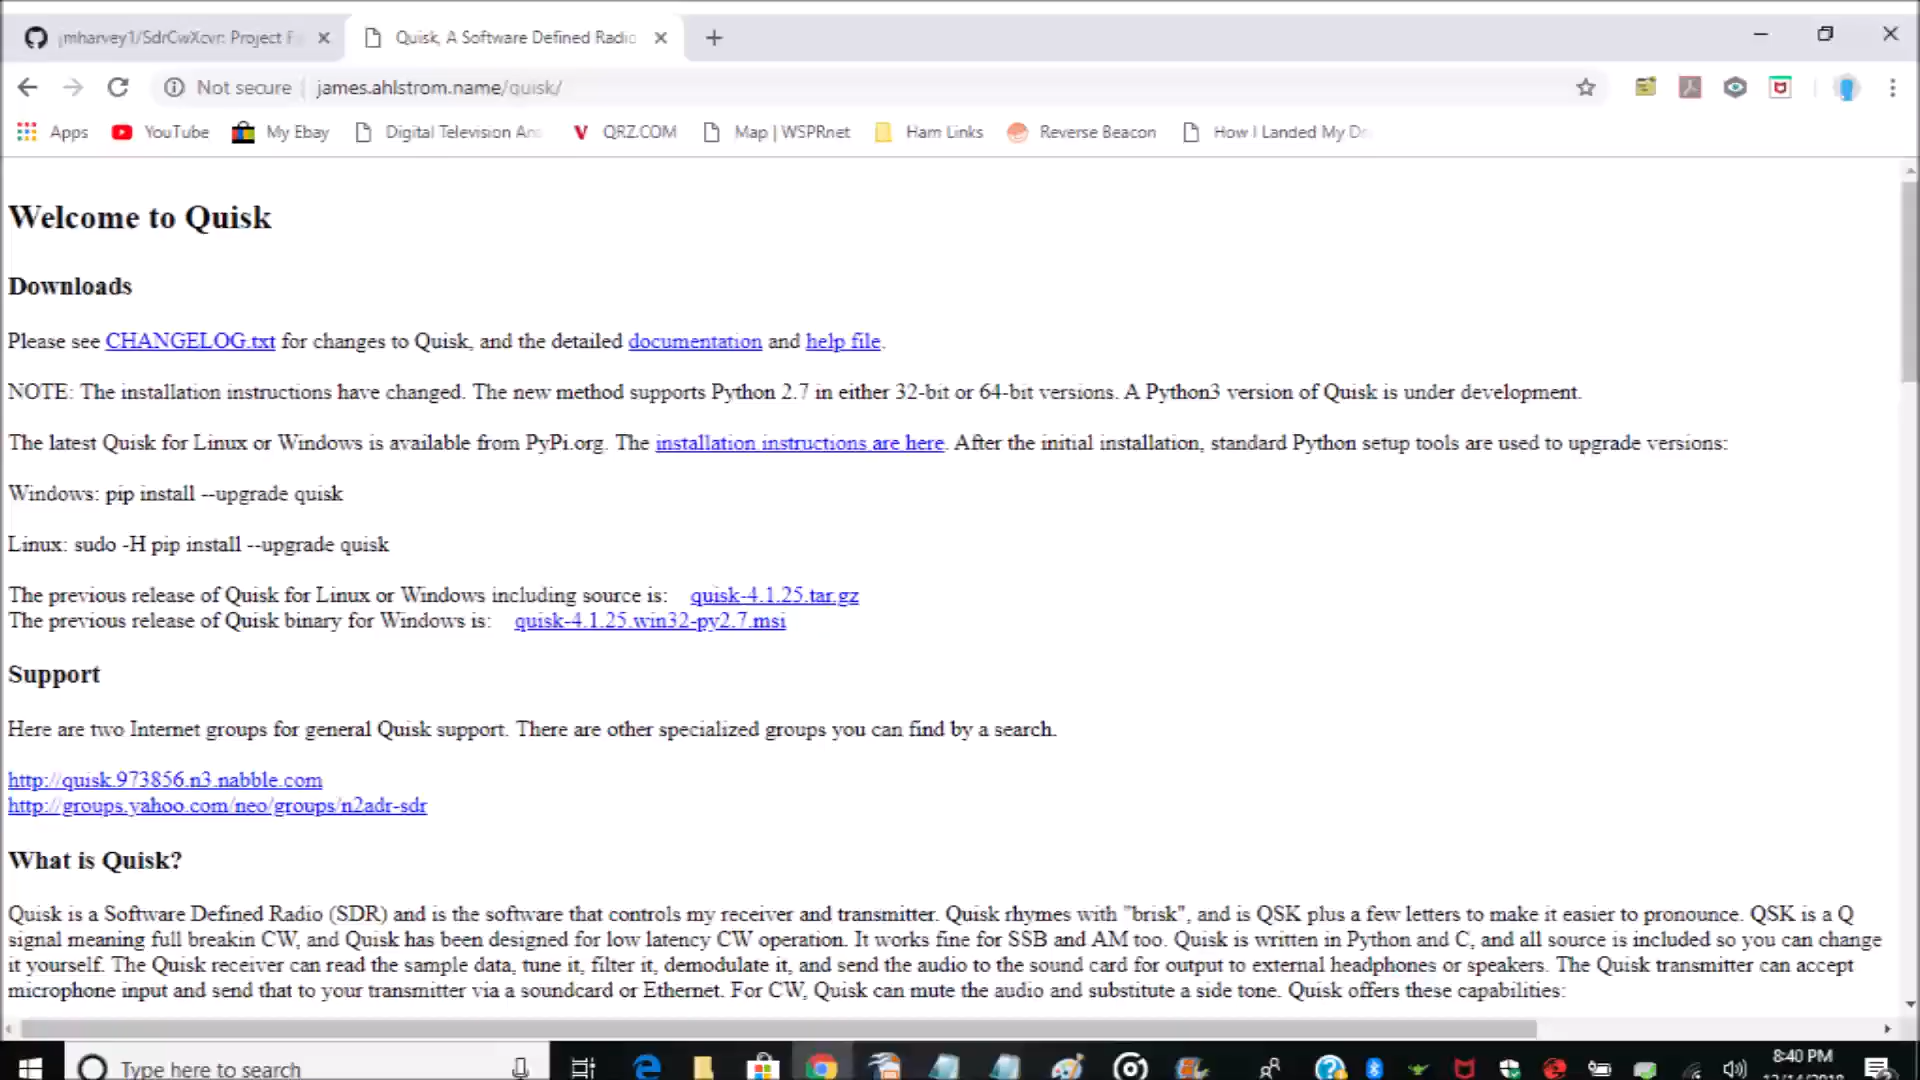 mharvey1/SdrCwXcvr: Project F
Quisk, A Software Defined Radio
Not secure
james.ahlstrom.name/quisk/
Apps
YouTube
My Ebay
Digital Television An
QRZ.COM
Map | WSPRnet
Ham Links
Reverse Beacon
How I Landed My D
Welcome to Quisk
Downloads
Please see CHANGELOG.txt for changes to Quisk, and the detailed documentation and help file.
NOTE: The installation instructions have changed. The new method supports Python 2.7 in either 32-bit or 64-bit versions. A Python3 version of Quisk is under development.
The latest Quisk for Linux or Windows is available from PyPi.org. The installation instructions are here. After the initial installation, standard Python setup tools are used to upgrade versions:
Windows: pip install --upgrade quisk
Linux: sudo -H pip install --upgrade quisk
The previous release of Quisk for Linux or Windows including source is: quisk-4.1.25.tar.gz
The previous release of Quisk binary for Windows is: quisk-4.1.25.win32-py2.7.msi
Support
Here are two Internet groups for general Quisk support. There are other specialized groups you can find by a search.
http://quisk.973856.n3.nabble.com
http://groups.yahoo.com/neo/groups/n2adr-sdr
What is Quisk?
Quisk is a Software Defined Radio (SDR) and is the software that controls my receiver and transmitter. Quisk rhymes with "brisk", and is QSK plus a few letters to make it easier to pronounce. QSK is a Q
signal meaning full breakin CW, and Quisk has been designed for low latency CW operation. It works fine for SSB and AM too. Quisk is written in Python and C, and all source is included so you can change
it yourself. The Quisk receiver can read the sample data, tune it, filter it, demodulate it, and send the audio to the sound card for output to external headphones or speakers. The Quisk transmitter can accept
microphone input and send that to your transmitter via a soundcard or Ethernet. For CW, Quisk can mute the audio and substitute a side tone. Quisk offers these capabilities:
Type here to search
8:40 PM